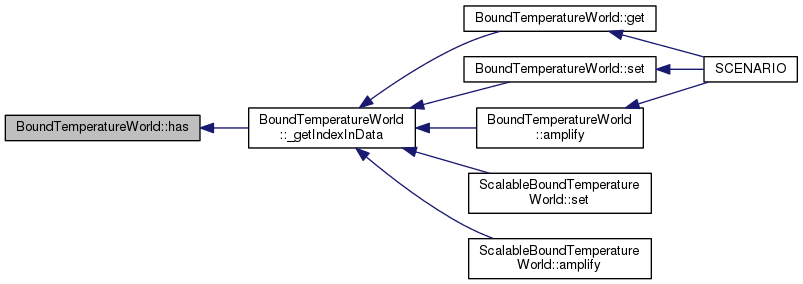 BoundTemperatureWorld::has
BoundTemperatureWorld
::_getIndexInData
BoundTemperatureWorld::get
BoundTemperatureWorld::set
BoundTemperatureWorld
::amplify
ScalableBoundTemperature
World::set
ScalableBoundTemperature
World::amplify
SCENARIO